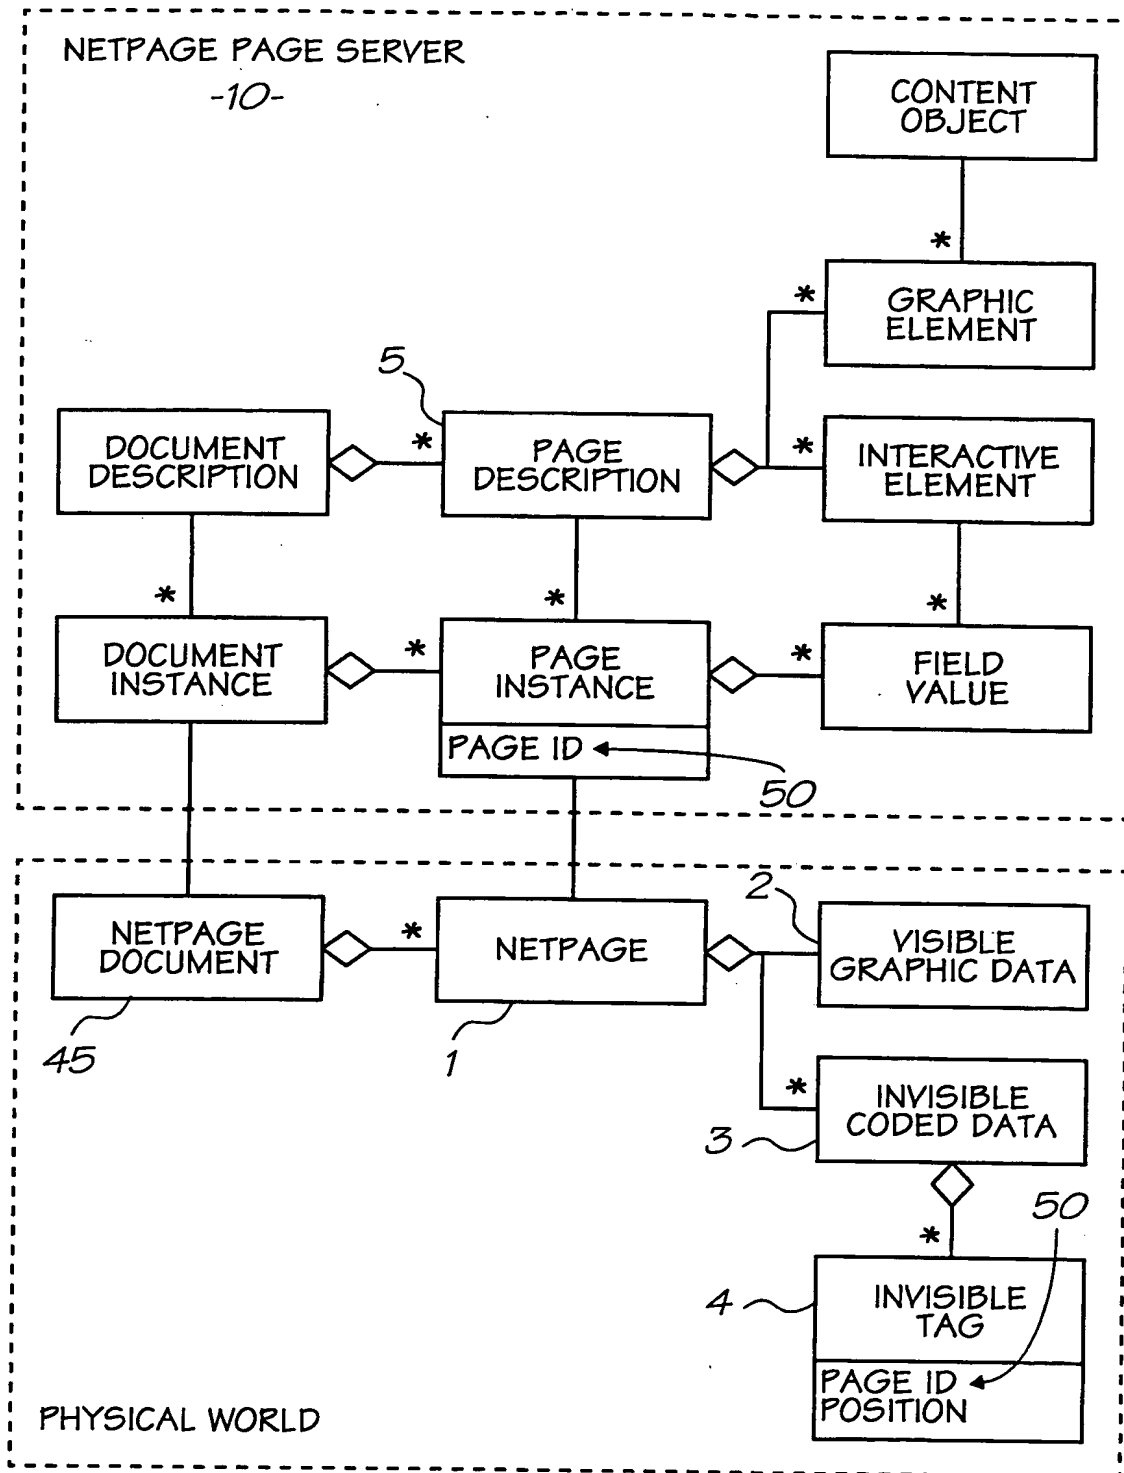 NETPAGE PAGE SERVER
-10-
CONTENT
OBJECT
*
GRAPHIC
ELEMENT
*
5
DOCUMENT
DESCRIPTION
*
PAGE
DESCRIPTION
*
INTERACTIVE
ELEMENT
*
*
*
DOCUMENT
INSTANCE
*
PAGE
INSTANCE
*
FIELD
VALUE
PAGE ID
50
NETPAGE
DOCUMENT
*
NETPAGE
2
VISIBLE
GRAPHIC DATA
45
1
*
INVISIBLE
CODED DATA
3
50
*
4
INVISIBLE
TAG
PAGE ID
POSITION
PHYSICAL WORLD